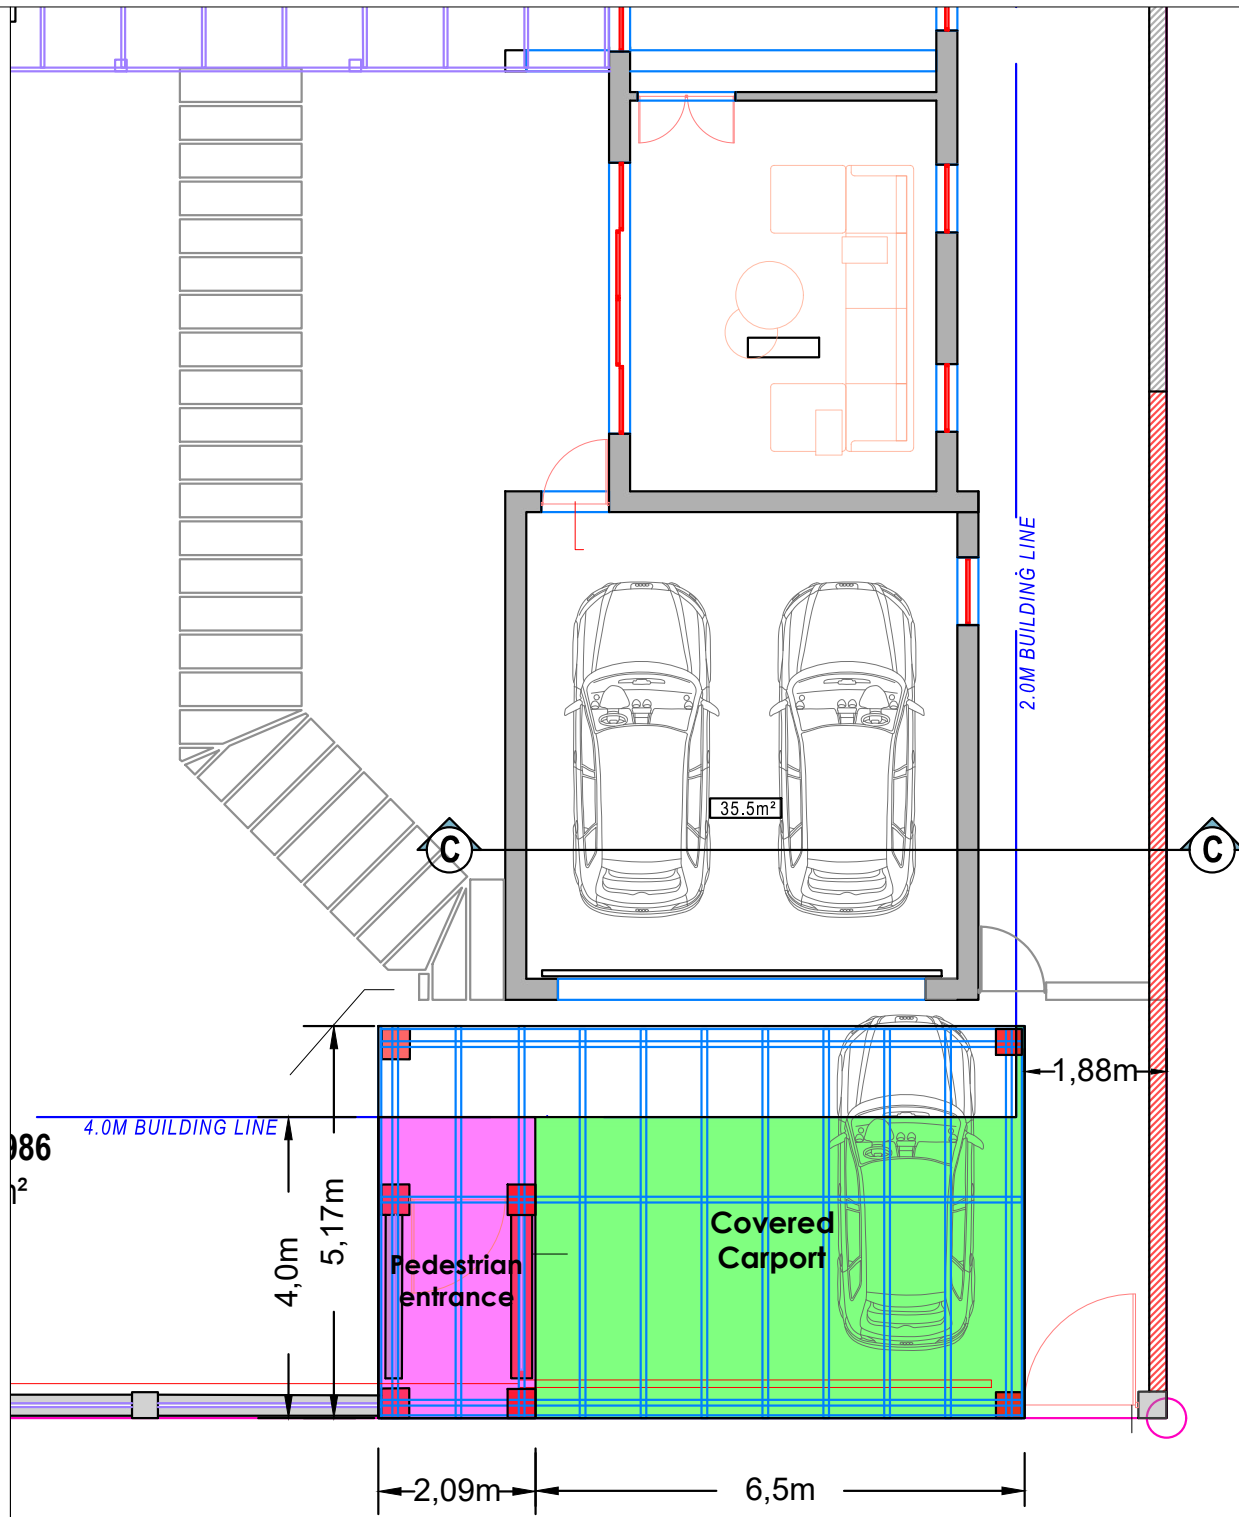 2.0M BUILDING LINE
35.5m²
C
C
1,88m
4.0M BUILDING LINE
986
m²
4,0m
5,17m
Covered
Carport
Pedestrian
entrance
2,09m
6,5m